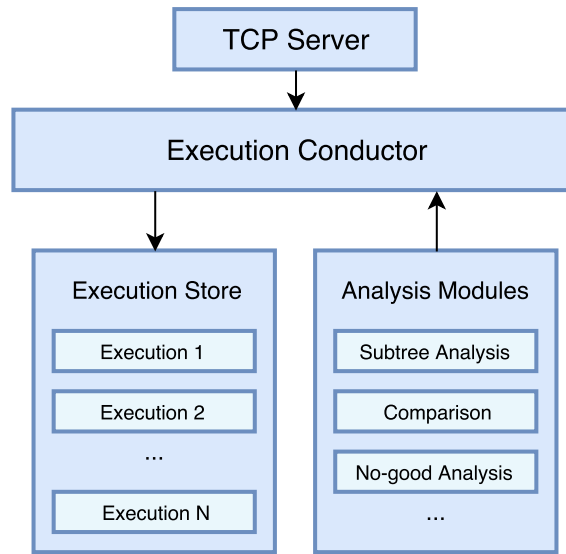 TCP Server
Execution Conductor
Execution Store
Execution 1
Execution 2
...
Execution N
Analysis Modules
Subtree Analysis
Comparison
No-good Analysis
...